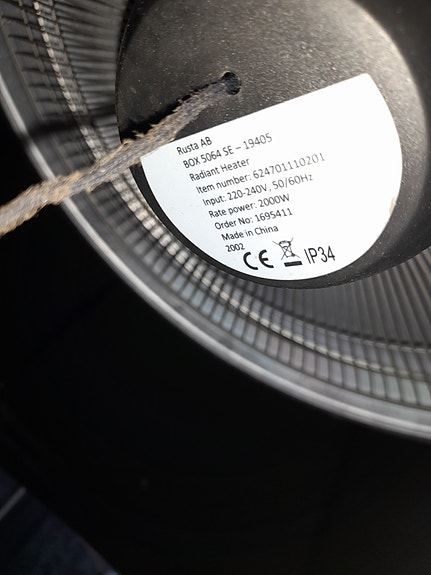 Rusta AB
BOX 5064 SE – 19405
Radiant Heater
Item number: 624701110201
Input: 220-240V, 50/60Hz
Rate power: 2000W
Order No: 1695411
Made in China
2002
CE IP34